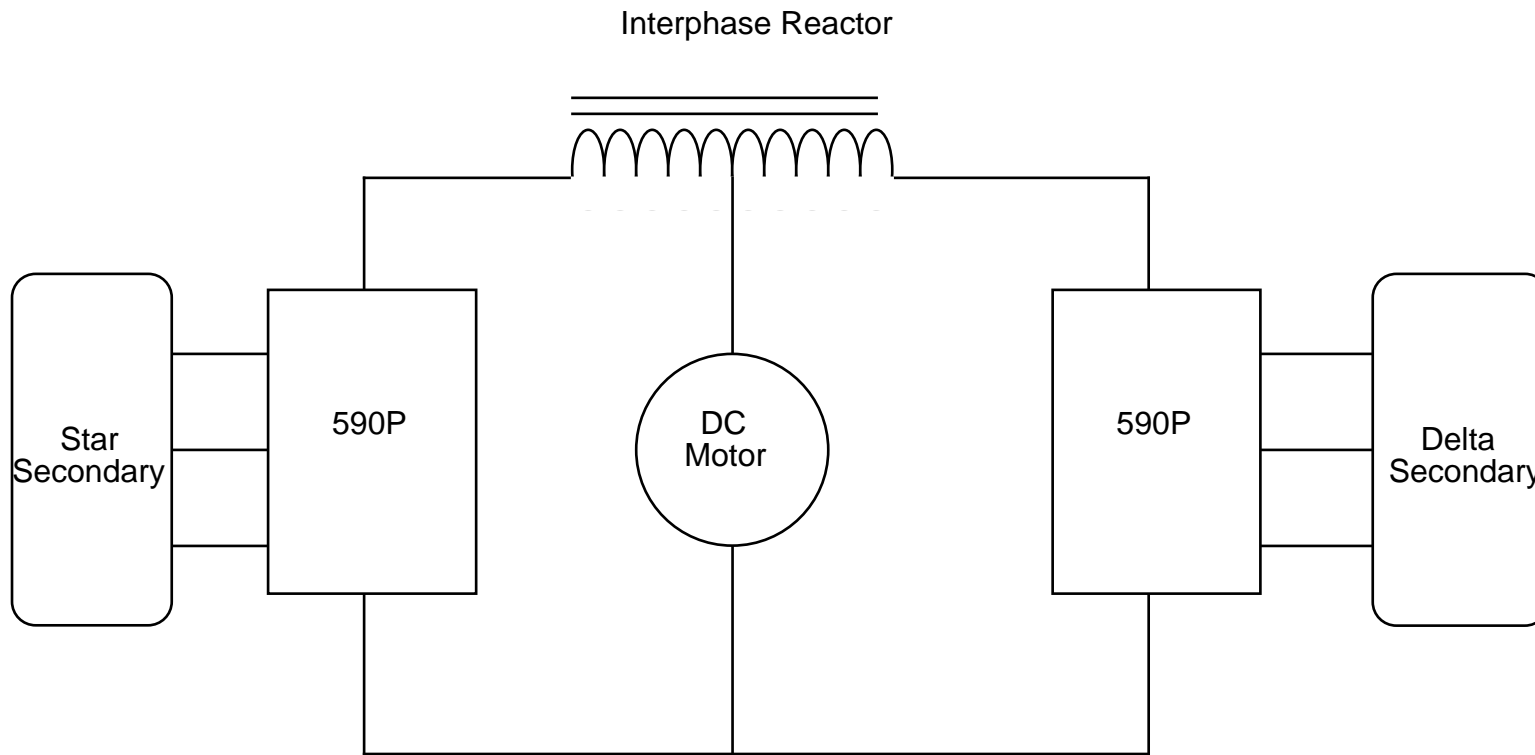 Interphase Reactor
590P
DC
Motor
590P
Star
Secondary
Delta
Secondary